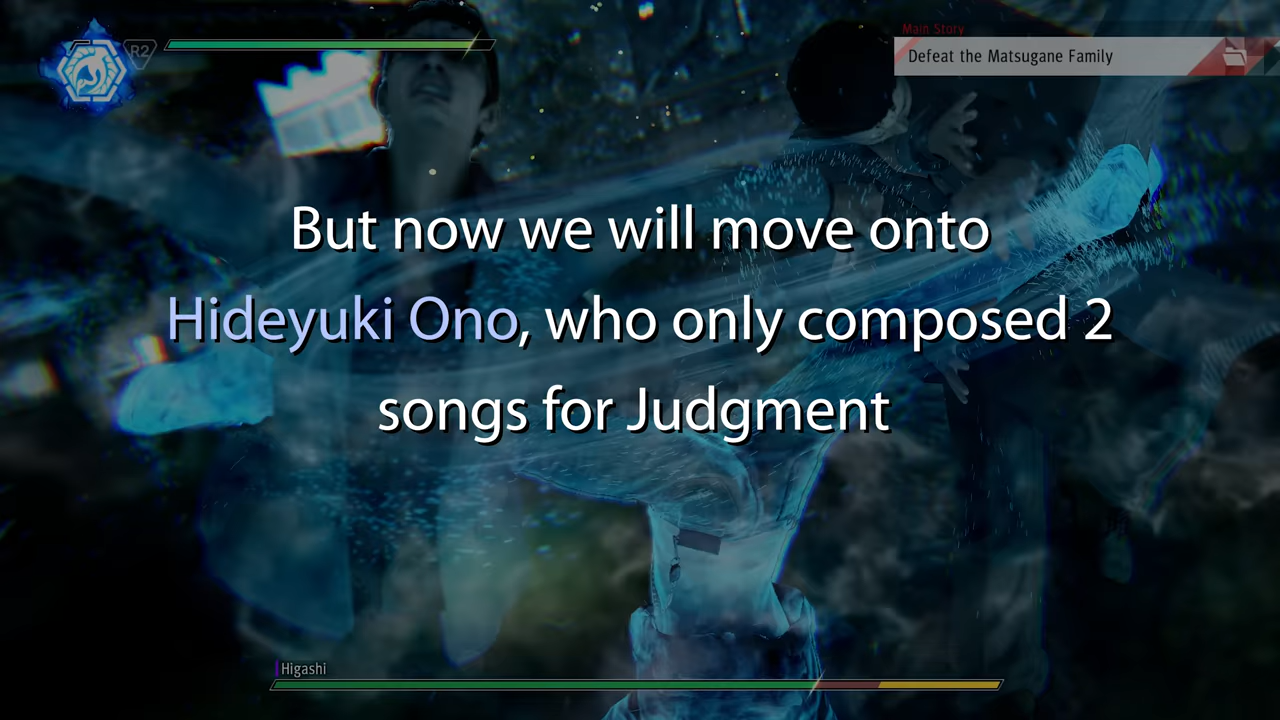 R2
Main Story
Defeat the Matsugane Family
But now we will move onto
Hideyuki Ono, who only composed 2
songs for Judgment
Higashi